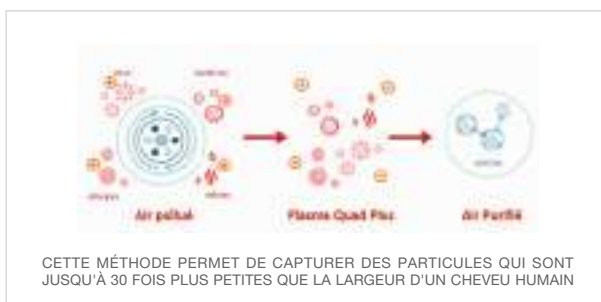 Air pollué
Plasma Quad Plus
Air Purifié
CETTE MÉTHODE PERMET DE CAPTURER DES PARTICULES QUI SONT
JUSQU'À 30 FOIS PLUS PETITES QUE LA LARGEUR D'UN CHEVEU HUMAIN